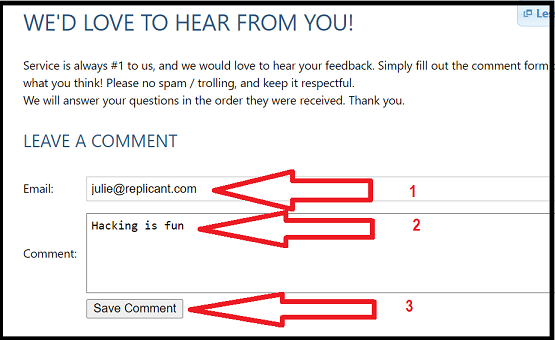 WE'D LOVE TO HEAR FROM YOU!
Les
Service is always #1 to us, and we would love to hear your feedback. Simply fill out the comment form
what you think! Please no spam / trolling, and keep it respectful.
We will answer your questions in the order they were received. Thank you.
LEAVE A COMMENT
Email: julie@replicant.com 1
Hacking is fun 2
Comment:
Save Comment 3